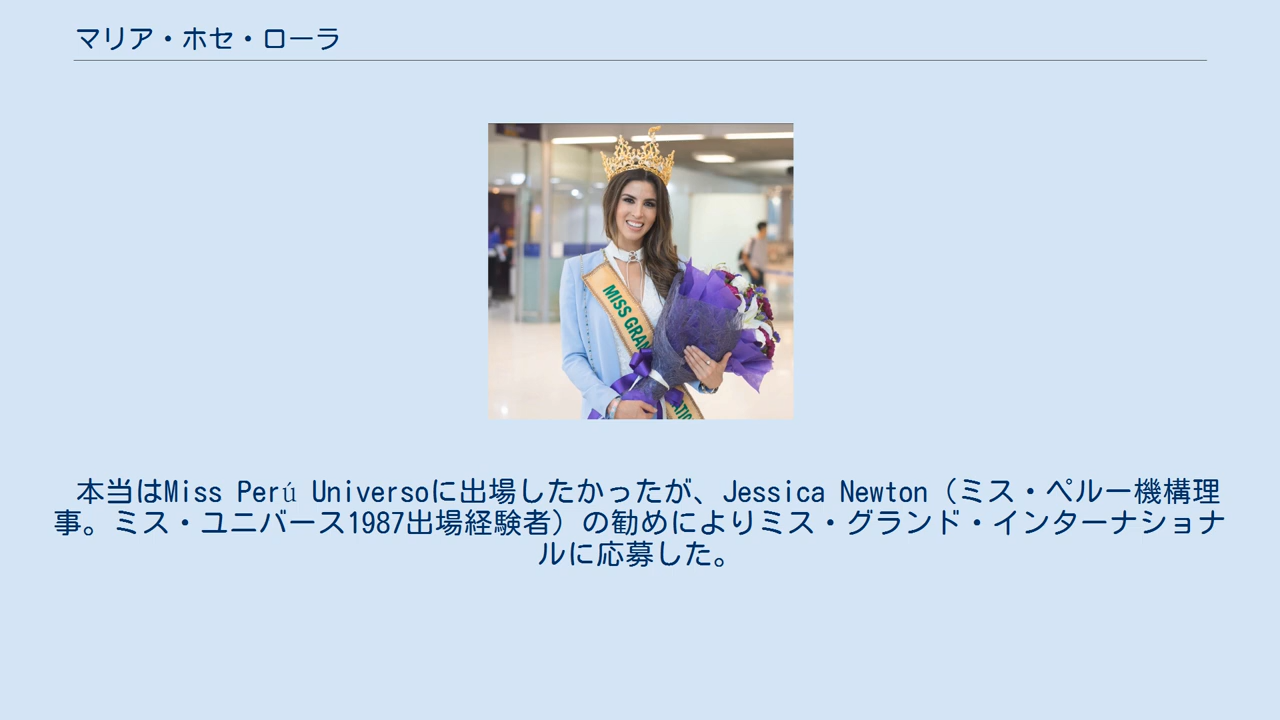 マリア・ホセ・ローラ
MISS GRAN
本当はMiss Perú Universoに出場したかったが、Jessica Newton（ミス・ペルー機構理
事。ミス・ユニバース1987出場経験者）の勧めによりミス・グランド・インターナショナ
ルに応募した。